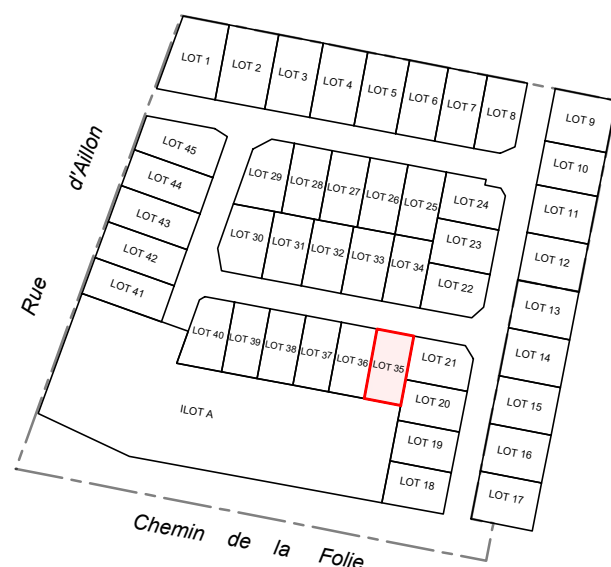 LOT 1
LOT 2
LOT 3
LOT 4
LOT 5
LOT 6
LOT 7
LOT 8
LOT 9
LOT 10
LOT 11
LOT 12
LOT 13
LOT 14
LOT 15
LOT 16
LOT 17
LOT 45
LOT 44
LOT 43
LOT 42
LOT 41
LOT 29
LOT 28
LOT 27
LOT 26
LOT 25
LOT 24
LOT 23
LOT 22
LOT 30
LOT 31
LOT 32
LOT 33
LOT 34
LOT 40
LOT 39
LOT 38
LOT 37
LOT 36
LOT 35
LOT 21
LOT 20
LOT 19
LOT 18
ILOT A
Rue d'Aillon
Chemin de la Folie